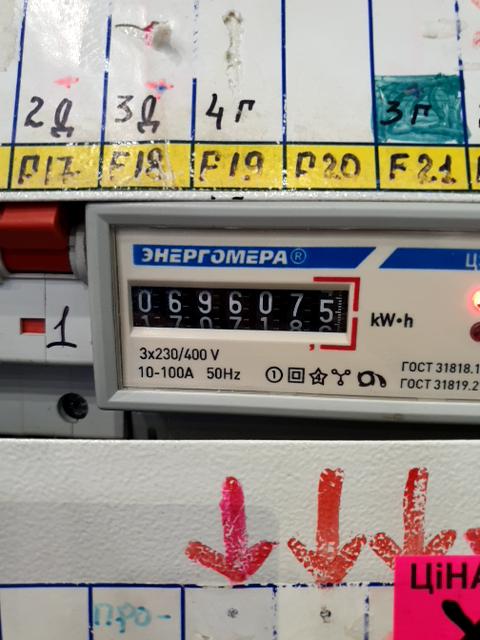 2Д 3Д 4Г 3Г
F17 F18 F19 F20 F21
ЭНЕРГОМЕРА®
0696075
kW•h
1
3x230/400 V
10-100A 50Hz
ГОСТ 31818.1
ГОСТ 31819.2
ЦІНА
ПРО-